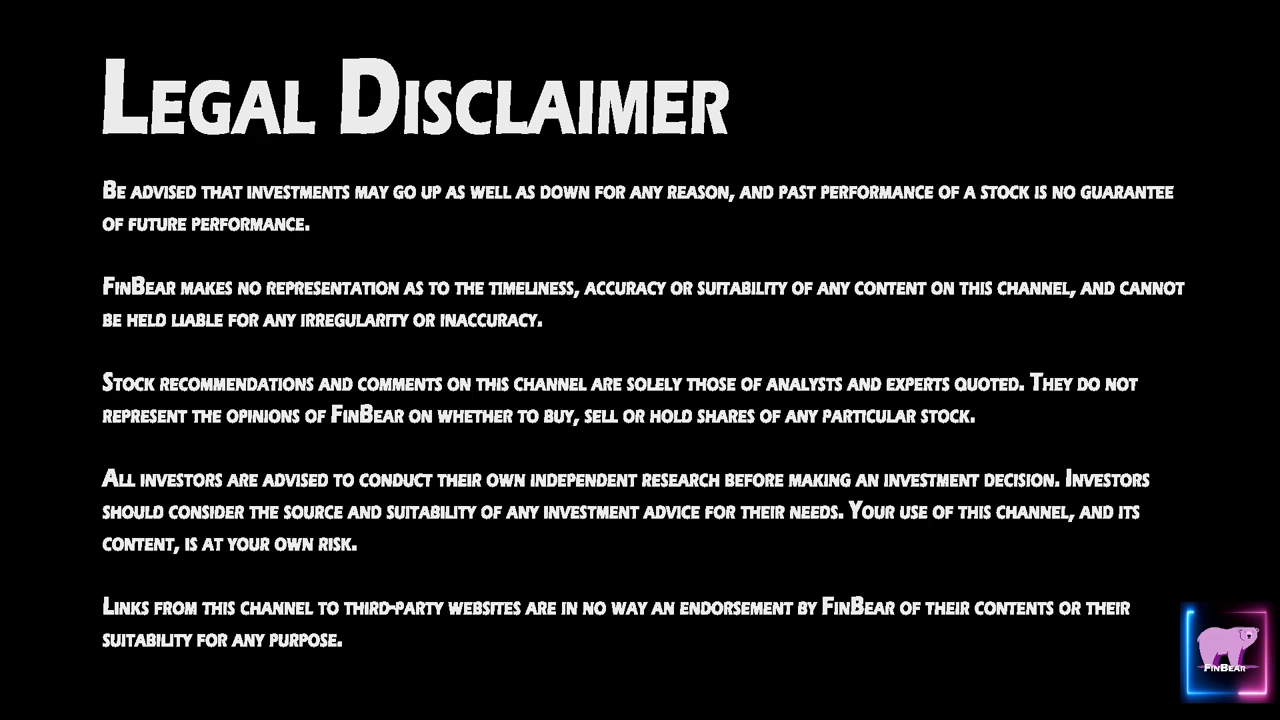 Legal Disclaimer
Be advised that investments may go up as well as down for any reason, and past performance of a stock is no guarantee
of future performance.
FinBear makes no representation as to the timeliness, accuracy or suitability of any content on this channel, and cannot
be held liable for any irregularity or inaccuracy.
Stock recommendations and comments on this channel are solely those of analysts and experts quoted. They do not
represent the opinions of FinBear on whether to buy, sell or hold shares of any particular stock.
All investors are advised to conduct their own independent research before making an investment decision. Investors
should consider the source and suitability of any investment advice for their needs. Your use of this channel, and its
content, is at your own risk.
Links from this channel to third-party websites are in no way an endorsement by FinBear of their contents or their
suitability for any purpose.
FinBear